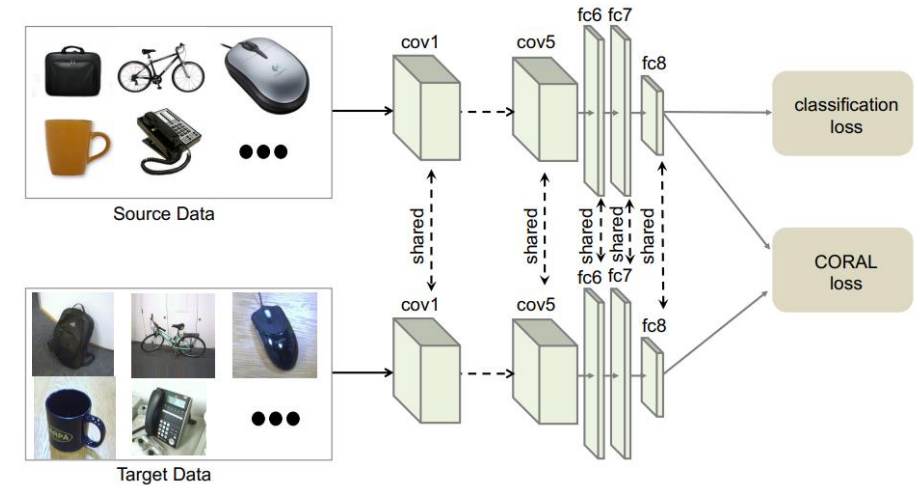 cov1
cov5
fc6
fc7
fc8
classification
loss
Source Data
shared
shared
shared
shared
shared
CORAL
loss
cov1
cov5
fc6
fc7
fc8
Target Data